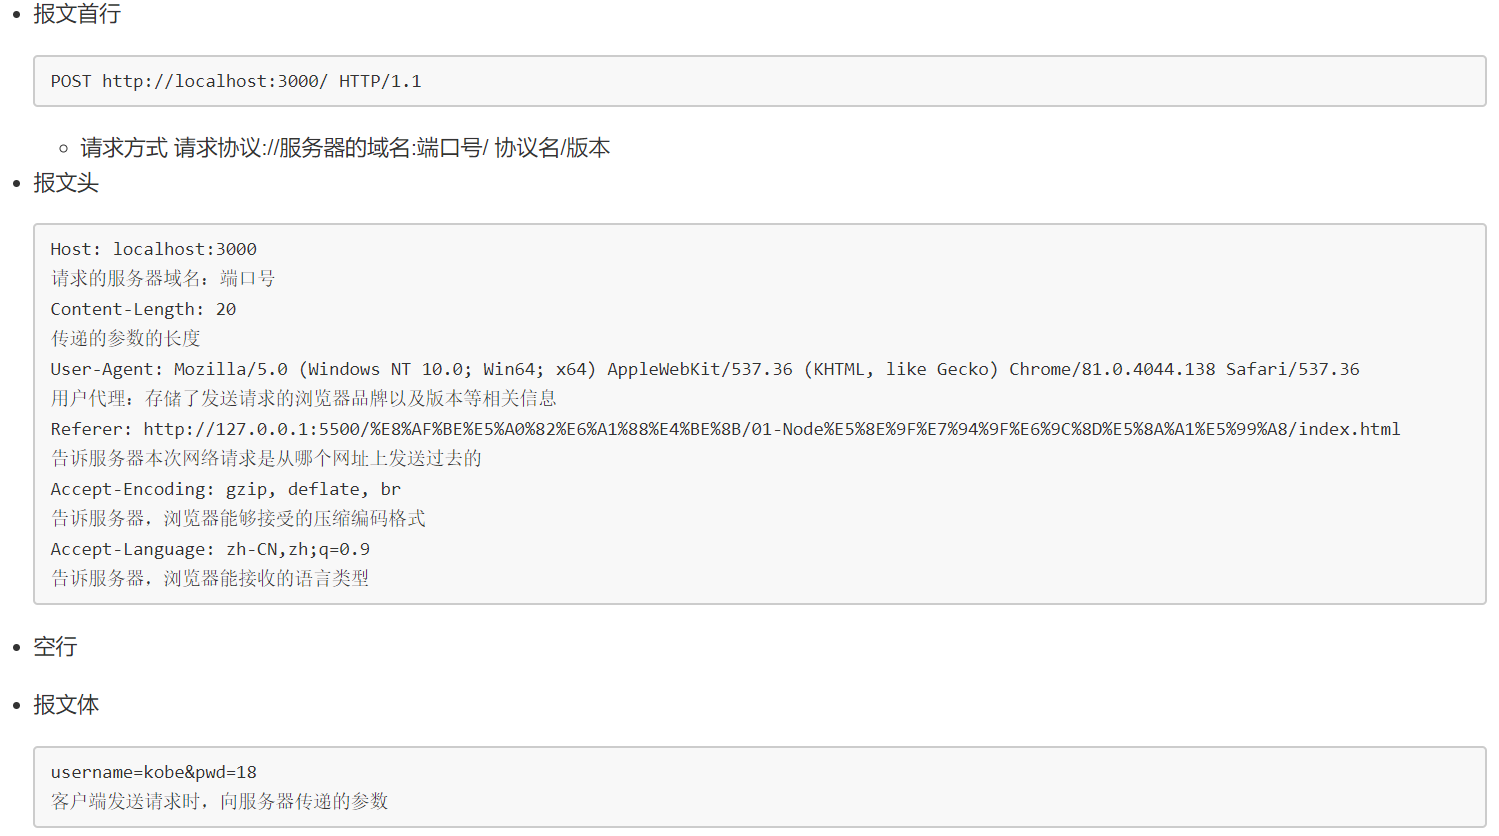 报文首行
POST http://localhost:3000/ HTTP/1.1
请求方式 请求协议://服务器的域名:端口号/ 协议名/版本
报文头
Host: localhost:3000
请求的服务器域名：端口号
Content-Length: 20
传递的参数的长度
User-Agent: Mozilla/5.0 (Windows NT 10.0; Win64; x64) AppleWebKit/537.36 (KHTML, like Gecko) Chrome/81.0.4044.138 Safari/537.36
用户代理：存储了发送请求的浏览器品牌以及版本等相关信息
Referer: http://127.0.0.1:5500/%E8%AF%BE%E5%A0%82%E6%A1%88%E4%BE%8B/01-Node%E5%8E%9F%E7%94%9F%E6%9C%8D%E5%8A%A1%E5%99%A8/index.html
告诉服务器本次网络请求是从哪个网址上发送过去的
Accept-Encoding: gzip, deflate, br
告诉服务器，浏览器能够接受的压缩编码格式
Accept-Language: zh-CN,zh;q=0.9
告诉服务器，浏览器能接收的语言类型
空行
报文体
username=kobe&pwd=18
客户端发送请求时，向服务器传递的参数